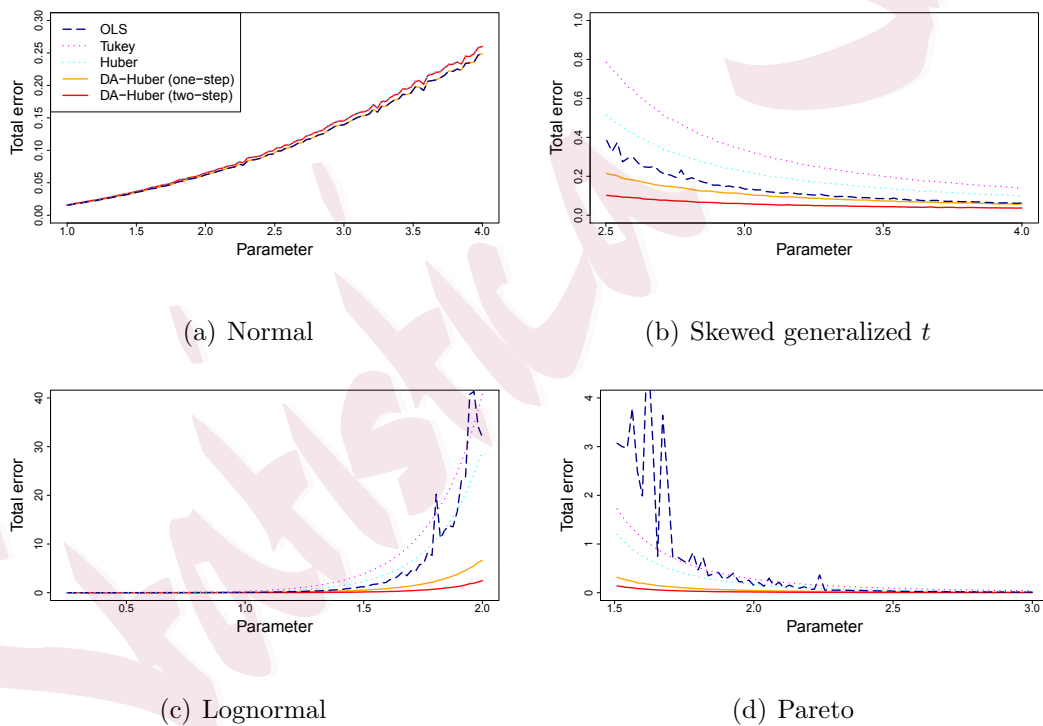 OLS
Tukey
Huber
DA-Huber (one-step)
DA-Huber (two-step)
Total error
0.00 0.05 0.10 0.15 0.20 0.25 0.30
1.0 1.5 2.0 2.5 3.0 3.5 4.0
Parameter
(a) Normal
Total error
0.0 0.2 0.4 0.6 0.8 1.0
2.5 3.0 3.5 4.0
Parameter
(b) Skewed generalized t
Total error
0 10 20 30 40
0.5 1.0 1.5 2.0
Parameter
(c) Lognormal
Total error
0 1 2 3 4
1.5 2.0 2.5 3.0
Parameter
(d) Pareto